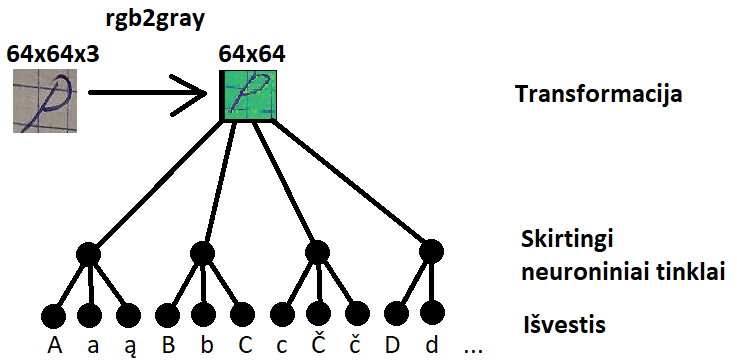 rgb2gray
64x64x3
64x64
Transformacija
Skirtingi
neuroniniai tinklai
Išvestis
A a ą B b C c Č č D d ...